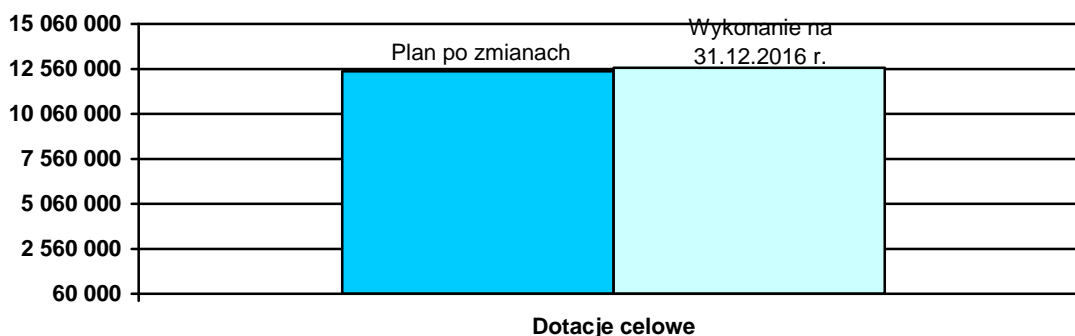 15 060 000
12 560 000
10 060 000
7 560 000
5 060 000
2 560 000
60 000
Plan po zmianach
Wykonanie na
31.12.2016 r.
Dotacje celowe